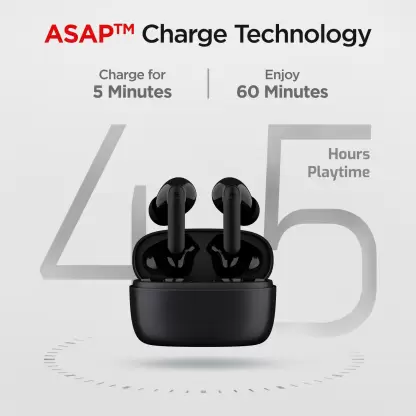 ASAP™ Charge Technology
Charge for
5 Minutes
Enjoy
60 Minutes
45
Hours
Playtime